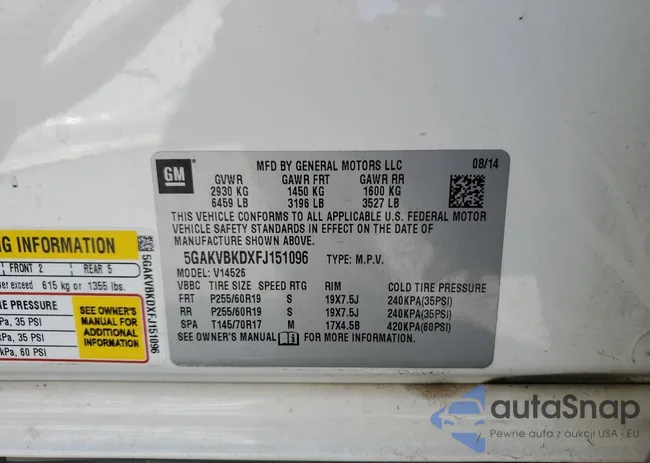 GM
MFD BY GENERAL MOTORS LLC 08/14
GVWR GAWR FRT GAWR RR
2930 KG 1450 KG 1600 KG
6459 LB 3196 LB 3527 LB
THIS VEHICLE CONFORMS TO ALL APPLICABLE U.S. FEDERAL MOTOR
VEHICLE SAFETY STANDARDS IN EFFECT ON THE DATE OF
MANUFACTURE SHOWN ABOVE.
5GAKVBKDXFJ151096 TYPE: M.P.V.
MODEL: V14526
VBBC TIRE SIZE SPEED RTG RIM COLD TIRE PRESSURE
FRT P255/60R19 S 19X7.5J 240KPA(35PSI)
RR P255/60R19 S 19X7.5J 240KPA(35PSI)
SPA T145/70R17 M 17X4.5B 420KPA(60PSI)
SEE OWNER'S MANUAL i FOR MORE INFORMATION.
NG INFORMATION
FRONT 2 REAR 5
exceed 615 kg or 1355 lbs.
E PRESSURE
kPa, 35 PSI
kPa, 35 PSI
kPa, 60 PSI
SEE OWNER'S
MANUAL FOR
ADDITIONAL
INFORMATION
5GAKVBKDXFJ151096
autaSnap
Pewne auta z aukcji USA i EU